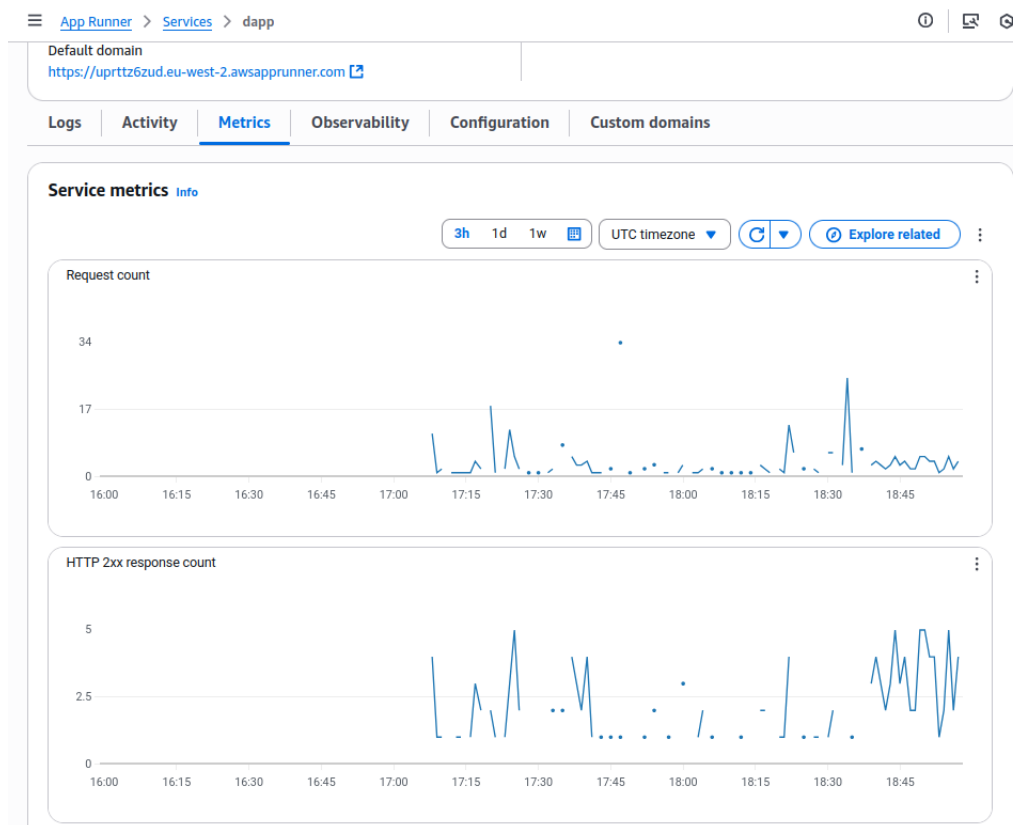 App Runner > Services > dapp
Default domain
https://uprttz6zud.eu-west-2.awsapprunner.com
Logs Activity Metrics Observability Configuration Custom domains
Service metrics Info
3h 1d 1w UTC timezone Explore related
Request count
34
17
0
16:00 16:15 16:30 16:45 17:00 17:15 17:30 17:45 18:00 18:15 18:30 18:45
HTTP 2xx response count
5
2.5
0
16:00 16:15 16:30 16:45 17:00 17:15 17:30 17:45 18:00 18:15 18:30 18:45